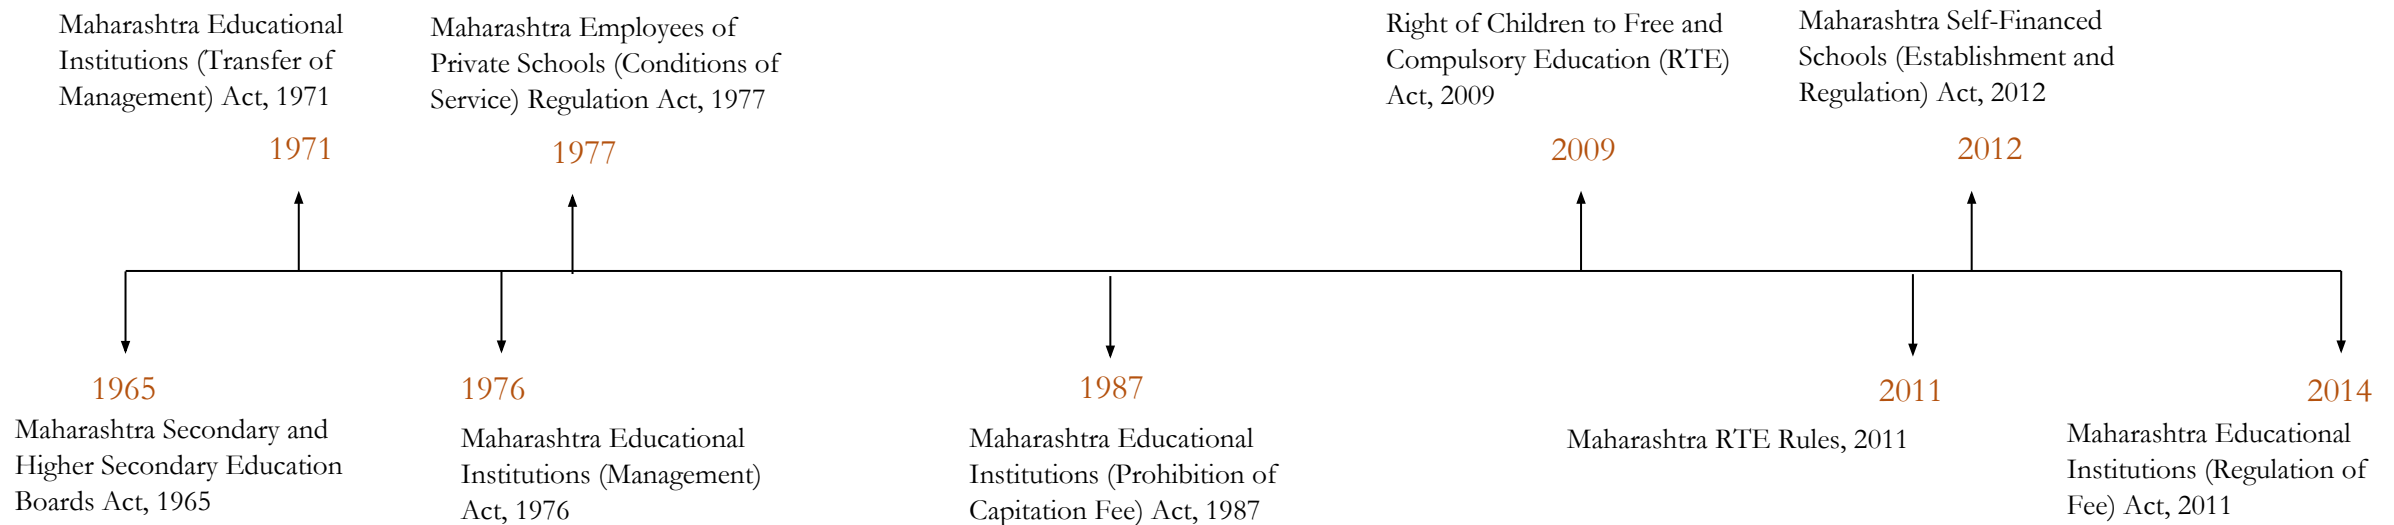 Maharashtra Educational
Institutions (Transfer of
Management) Act, 1971
1971
Maharashtra Employees of
Private Schools (Conditions of
Service) Regulation Act, 1977
1977
Right of Children to Free and
Compulsory Education (RTE)
Act, 2009
2009
Maharashtra Self-Financed
Schools (Establishment and
Regulation) Act, 2012
2012
1965
Maharashtra Secondary and
Higher Secondary Education
Boards Act, 1965
1976
Maharashtra Educational
Institutions (Management)
Act, 1976
1987
Maharashtra Educational
Institutions (Prohibition of
Capitation Fee) Act, 1987
2011
Maharashtra RTE Rules, 2011
2014
Maharashtra Educational
Institutions (Regulation of
Fee) Act, 2011